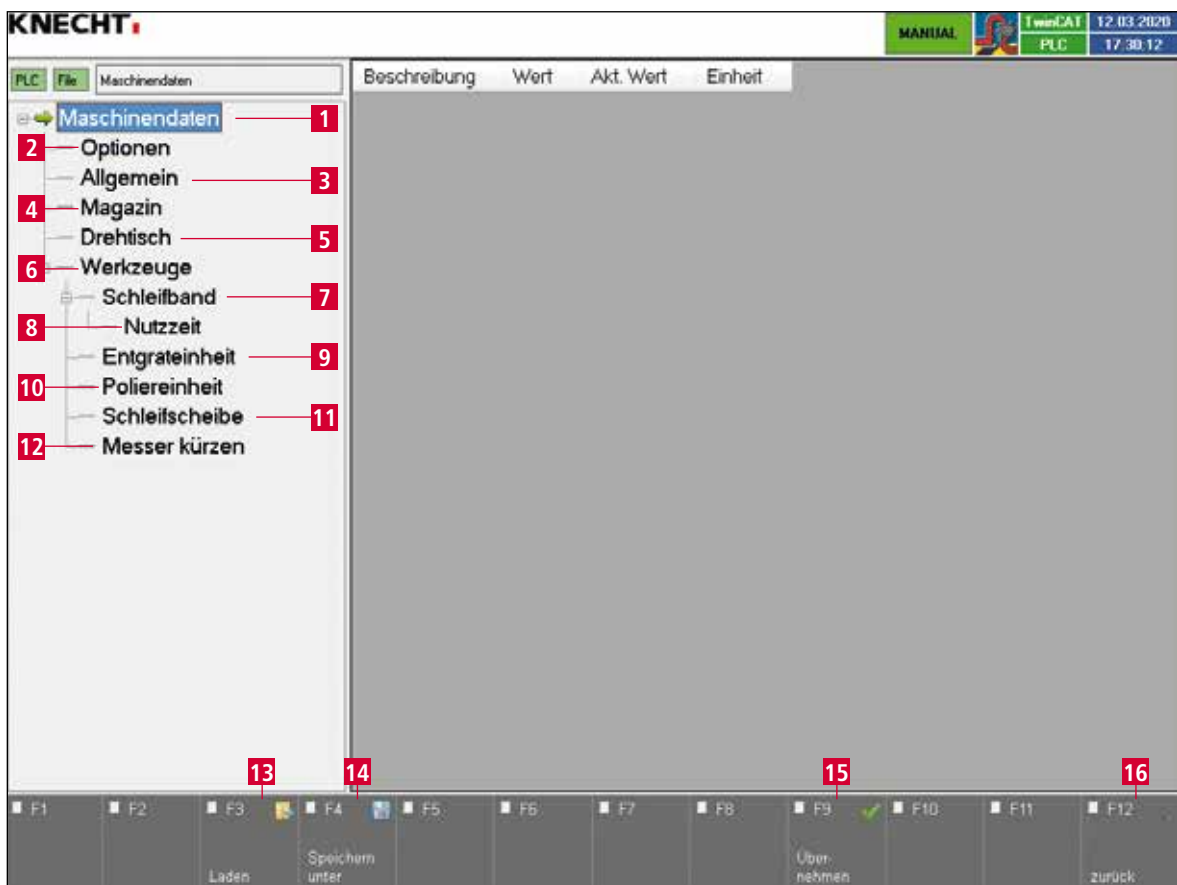 KNECHT
MANUAL
TwinCAT 12.03.2020
PLC 17:30:12
PLC File Maschinendaten
Beschreibung Wert Akt. Wert Einheit
Maschinendaten 1
2 Optionen
Allgemein 3
4 Magazin
Drehtisch 5
6 Werkzeuge
Schleifband 7
8 Nutzzeit
Entgrateinheit 9
10 Poliereinheit
Schleifscheibe 11
12 Messer kürzen
13 14 15 16
F1 F2 F3 F4 F5 F6 F7 F8 F9 F10 F11 F12
Laden
Speichern
unter
Über-
nehmen
zurück